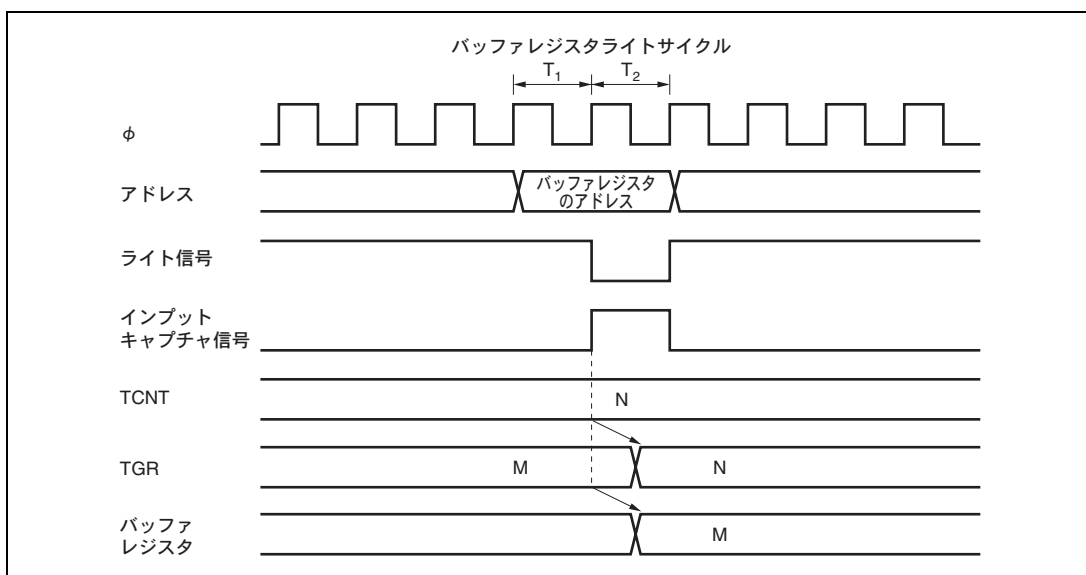 バッファレジスタライトサイクル
T1 T2
φ
アドレス
バッファレジスタ
のアドレス
ライト信号
インプット
キャプチャ信号
TCNT
N
TGR
M N
バッファ
レジスタ
M